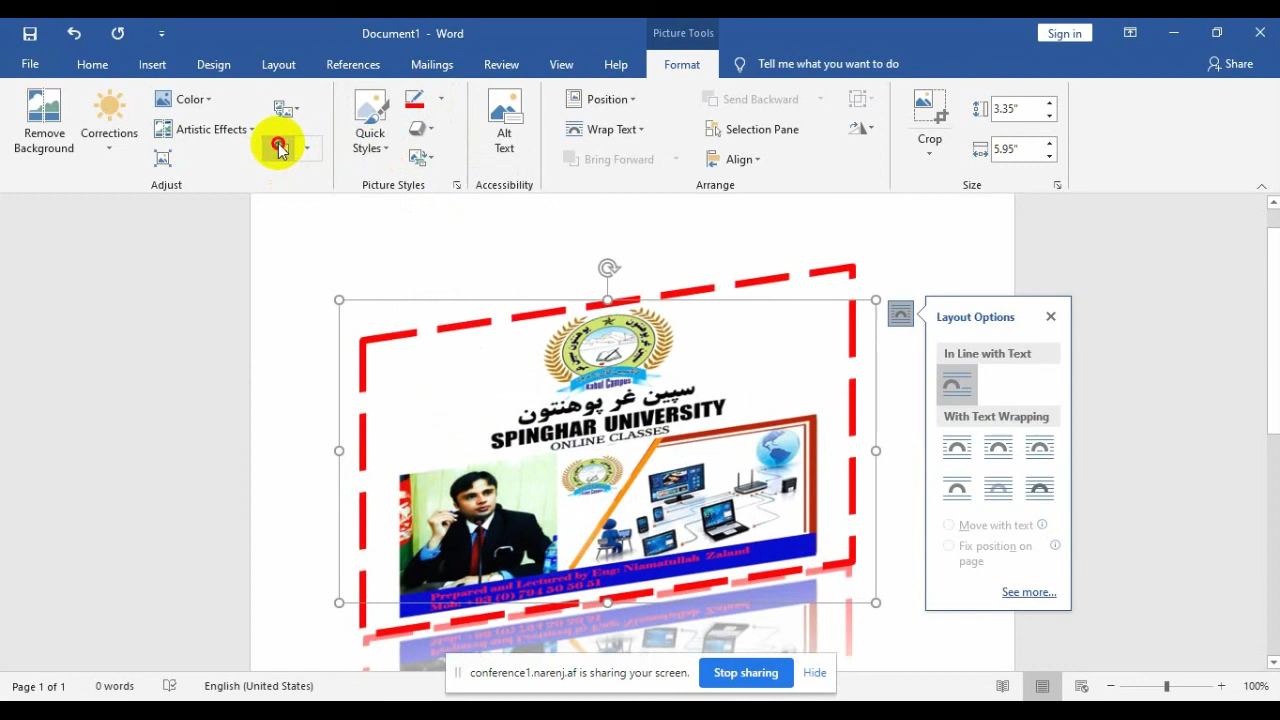 Document1 - Word
Picture Tools
Sign in
File
Home
Insert
Design
Layout
References
Mailings
Review
View
Help
Format
Tell me what you want to do
Share
Remove
Background
Corrections
Color
Artistic Effects
Adjust
Quick
Styles
Picture Styles
Alt
Text
Accessibility
Position
Wrap Text
Bring Forward
Send Backward
Selection Pane
Align
Arrange
Crop
3.35"
5.95"
Size
Kabul Campus
سپین غر پوهنتون
SPINGHAR UNIVERSITY
ONLINE CLASSES
Prepared and Lectured by Eng: Niamatullah Zaland
Layout Options
In Line with Text
With Text Wrapping
Move with text
Fix position on
page
See more...
conference1.narenj.af is sharing your screen.
Stop sharing
Hide
Page 1 of 1
0 words
English (United States)
100%